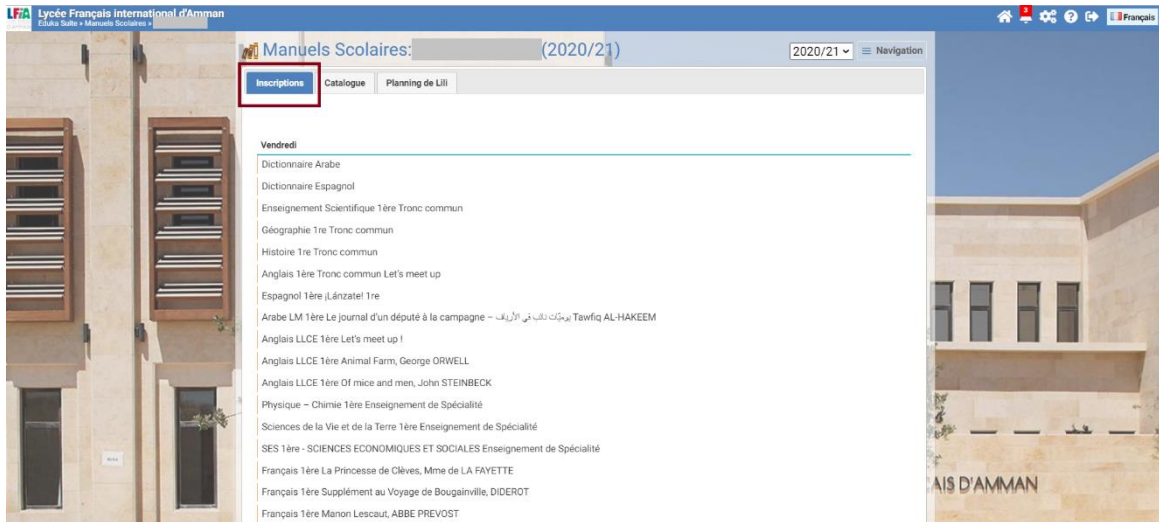 LFiA Lycée Français international d'Amman
Eduka Suite » Manuels Scolaires »
3
Français
Manuels Scolaires: (2020/21)
2020/21 Navigation
Inscriptions Catalogue Planning de Lili
Vendredi
Dictionnaire Arabe
Dictionnaire Espagnol
Enseignement Scientifique 1ère Tronc commun
Géographie 1re Tronc commun
Histoire 1re Tronc commun
Anglais 1ère Tronc commun Let's meet up
Espagnol 1ère ¡Lánzate! 1re
Arabe LM 1ère Le journal d'un député à la campagne – يوميّات نائب في الأرياف Tawfiq AL-HAKEEM
Anglais LLCE 1ère Let's meet up !
Anglais LLCE 1ère Animal Farm, George ORWELL
Anglais LLCE 1ère Of mice and men, John STEINBECK
Physique – Chimie 1ère Enseignement de Spécialité
Sciences de la Vie et de la Terre 1ère Enseignement de Spécialité
SES 1ère - SCIENCES ECONOMIQUES ET SOCIALES Enseignement de Spécialité
Français 1ère La Princesse de Clèves, Mme de LA FAYETTE
Français 1ère Supplément au Voyage de Bougainville, DIDEROT
Français 1ère Manon Lescaut, ABBE PREVOST
AIS D'AMMAN